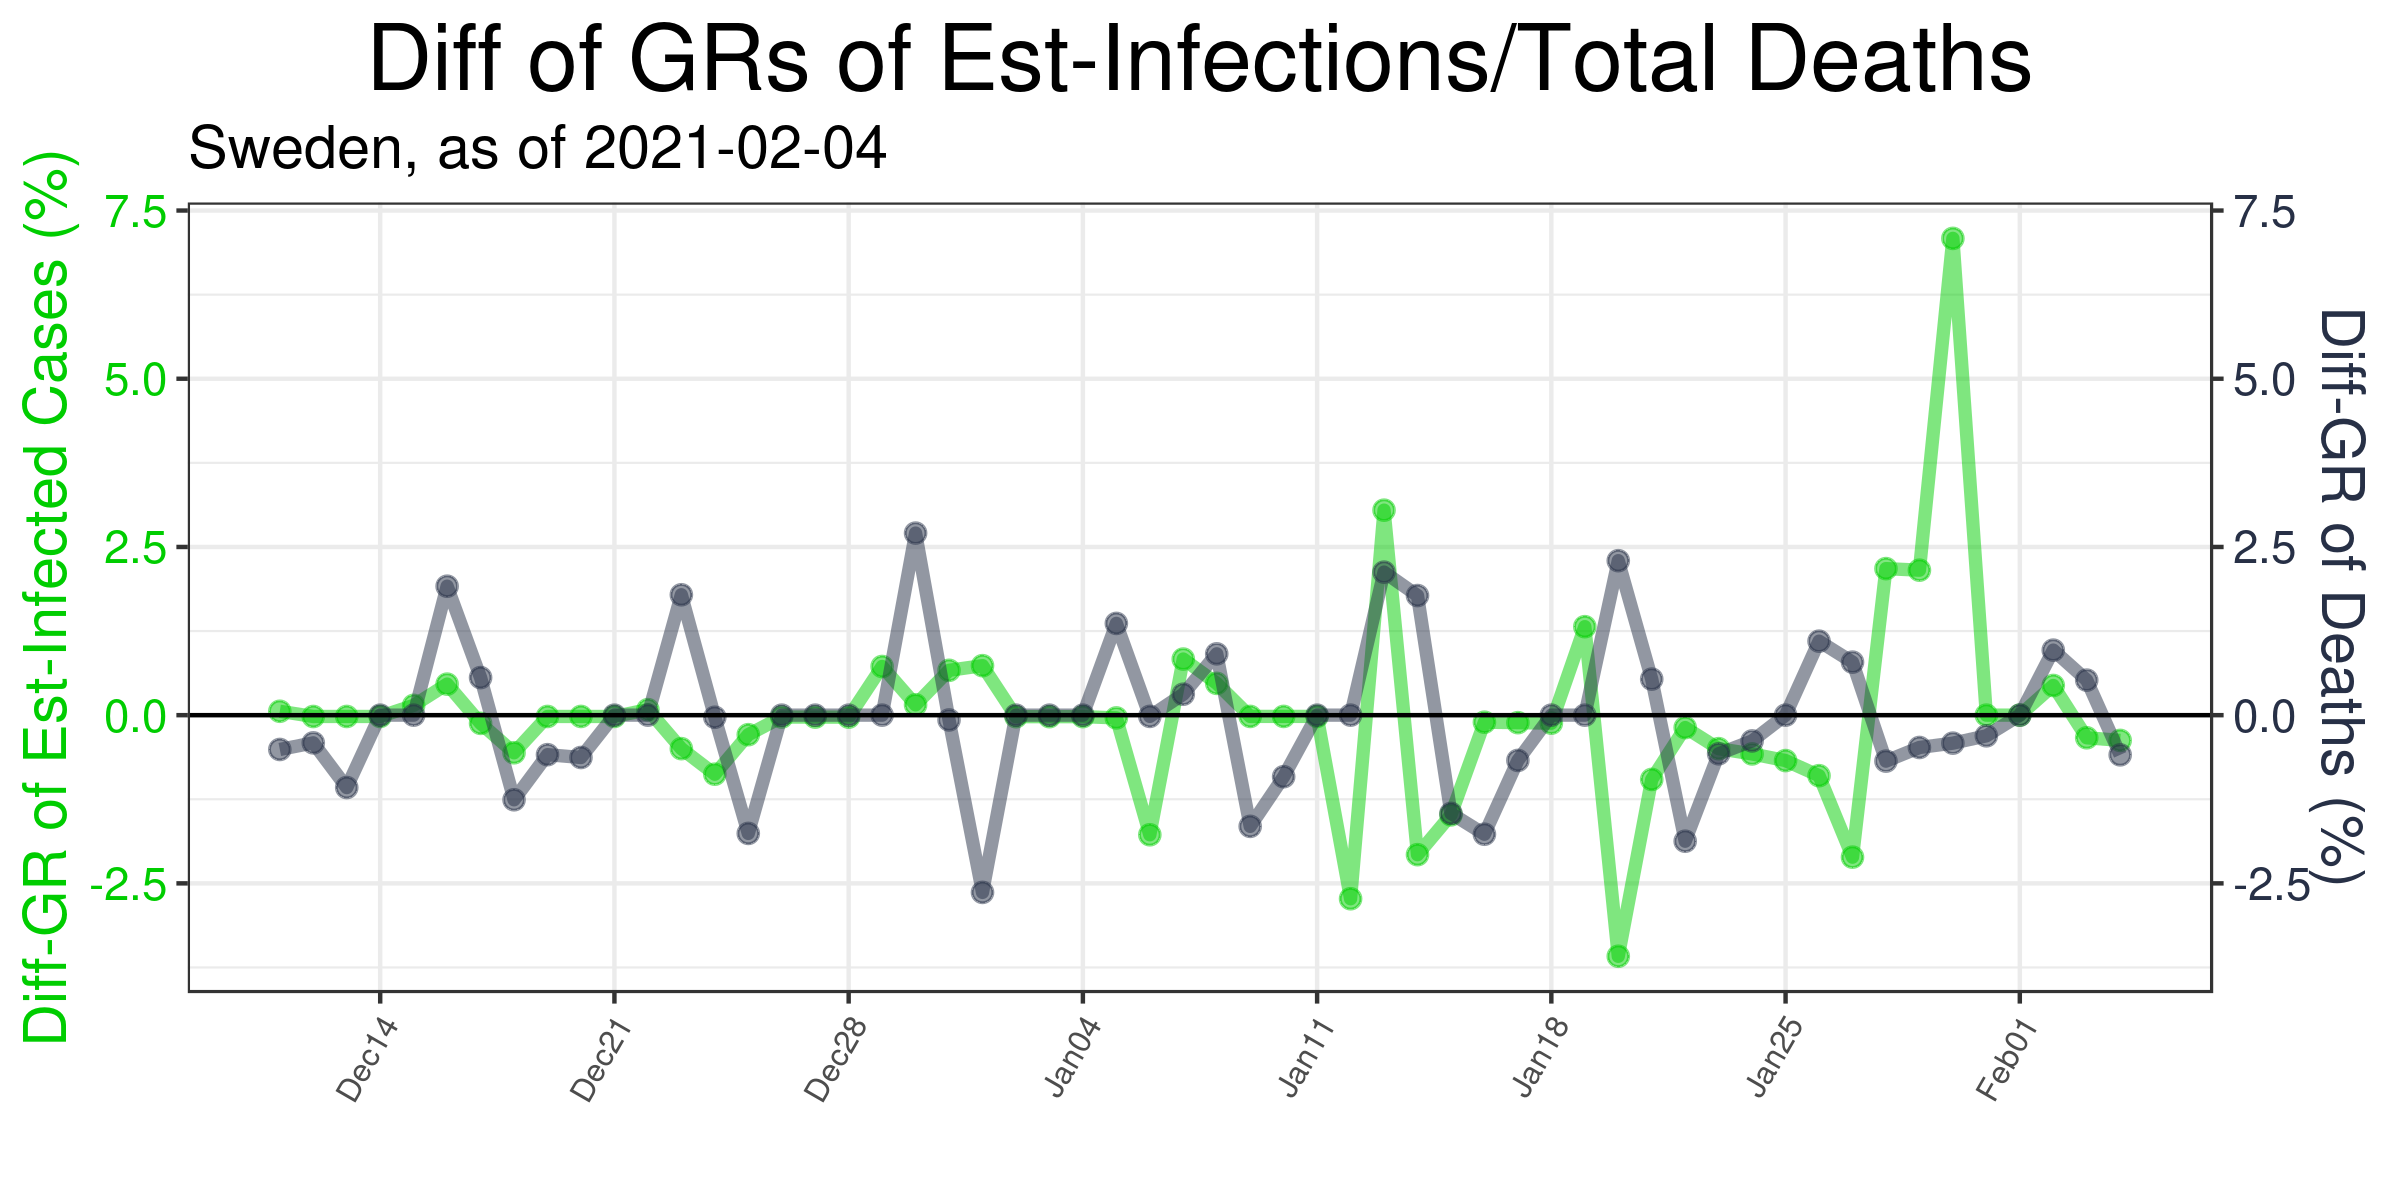 Diff of GRs of Est-Infections/Total Deaths
Sweden, as of 2021-02-04
Diff-GR of Est-Infected Cases (%)
7.5
5.0
2.5
0.0
-2.5
7.5
5.0
2.5
0.0
-2.5
Diff-GR of Deaths (%)
Dec14
Dec21
Dec28
Jan04
Jan11
Jan18
Jan25
Feb01